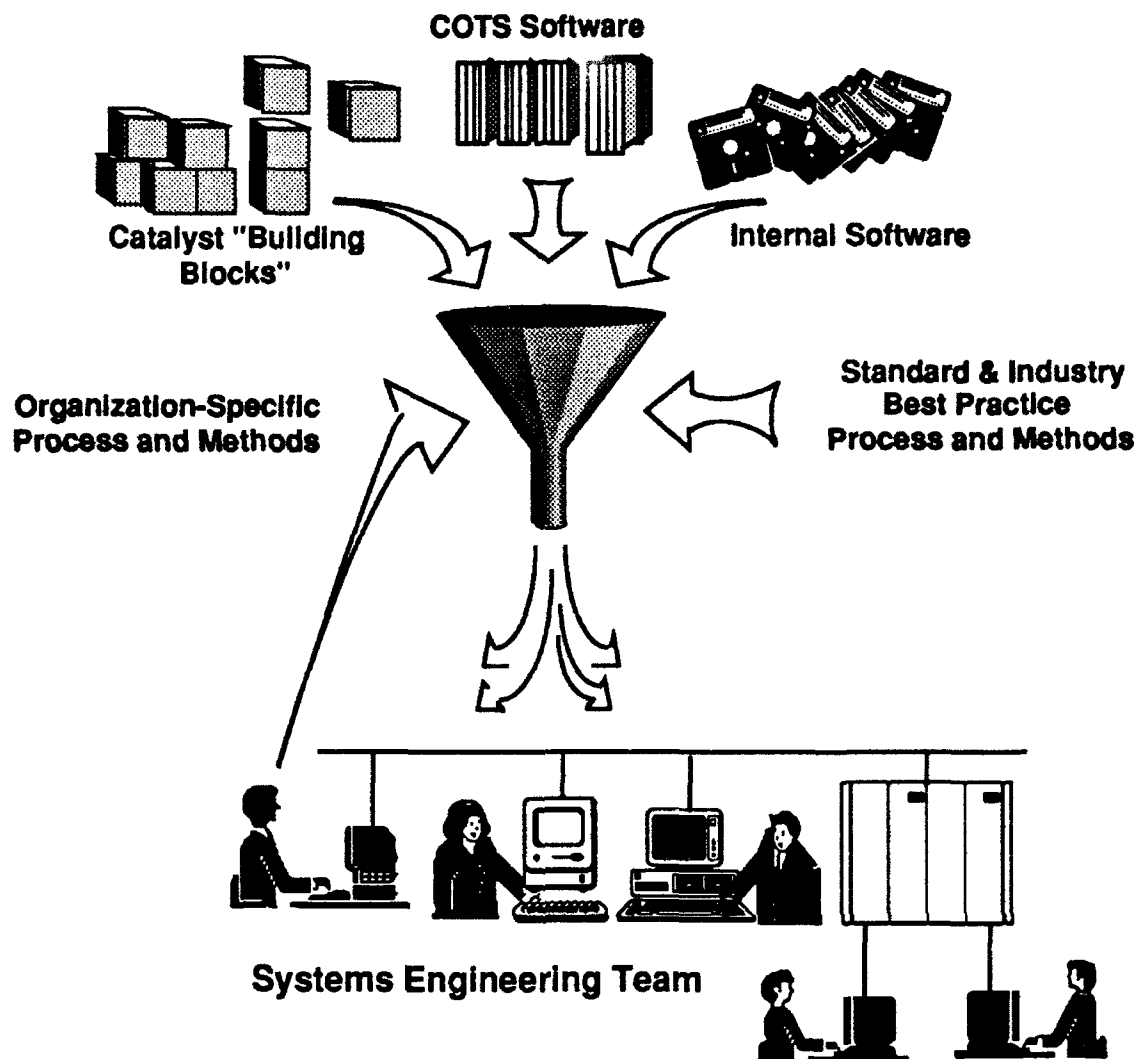 COTS Software
Catalyst "Building
Blocks"
Internal Software
Organization-Specific
Process and Methods
Standard & Industry
Best Practice
Process and Methods
Systems Engineering Team